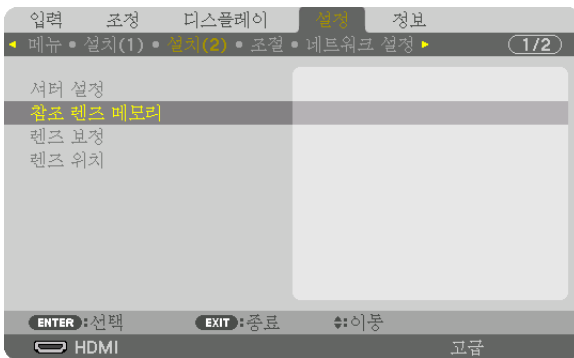 입력 조정 디스플레이 설정 정보
메뉴 • 설치(1) • 설치(2) • 조절 • 네트워크 설정 1/2
셔터 설정
참조 렌즈 메모리
렌즈 보정
렌즈 위치
ENTER :선택 EXIT :종료 :이동
HDMI 고급